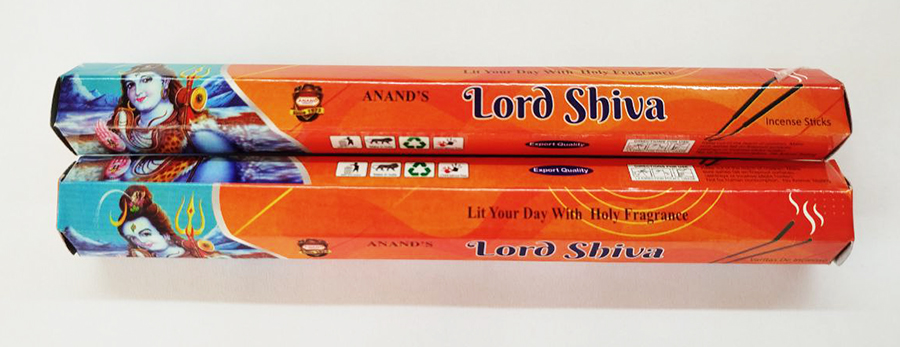 Lit Your Day With Holy Fragrance
ANAND'S
Lord Shiva
Incense Sticks
Export Quality
Export Quality
Lit Your Day With Holy Fragrance
ANAND'S
Lord Shiva